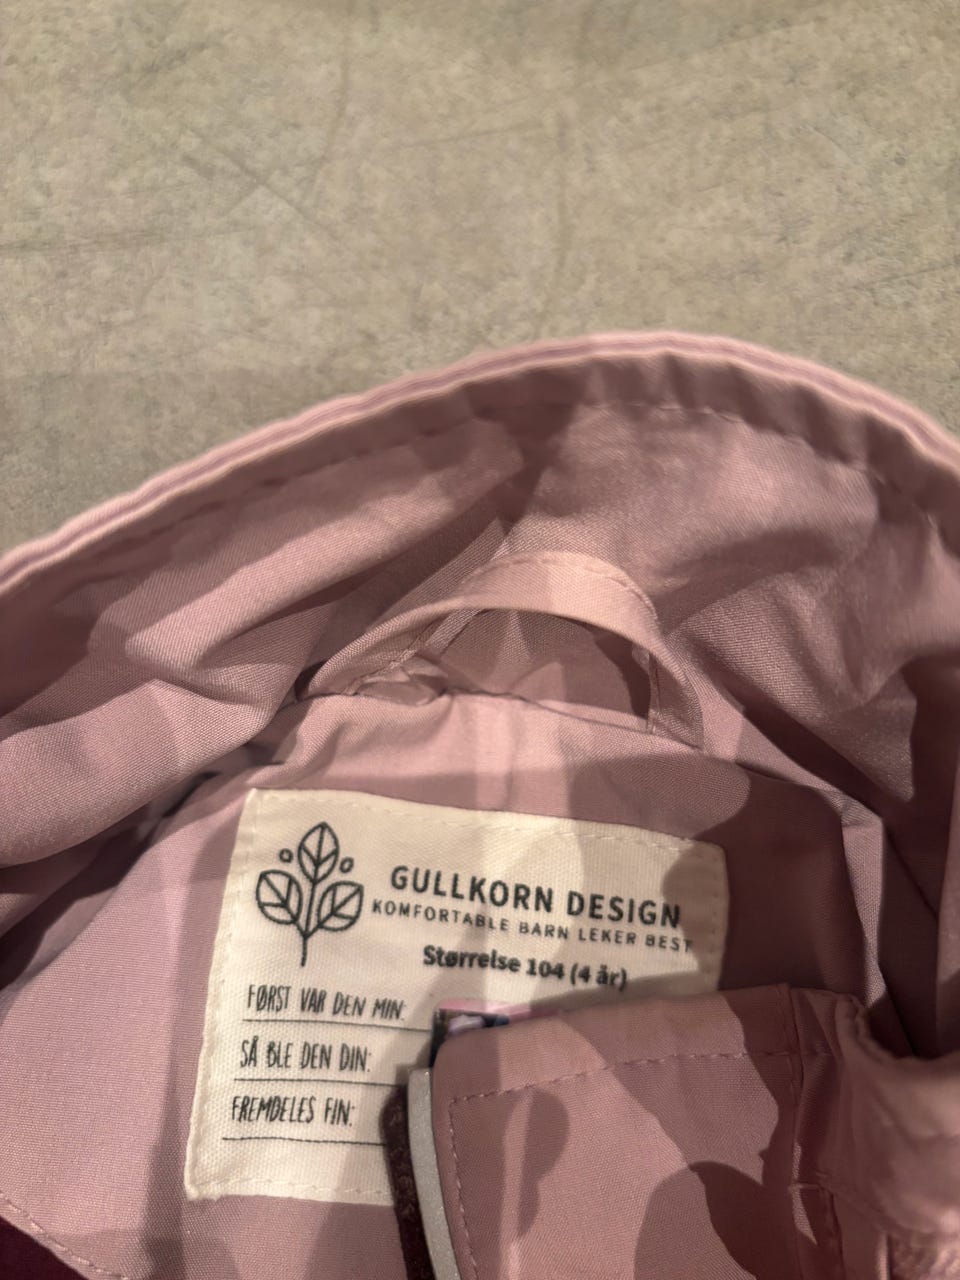 GULLKORN DESIGN
KOMFORTABLE BARN LEKER BEST
Størrelse 104 (4 år)
FØRST VAR DEN MIN:
SÅ BLE DEN DIN:
FREMDELES FIN: